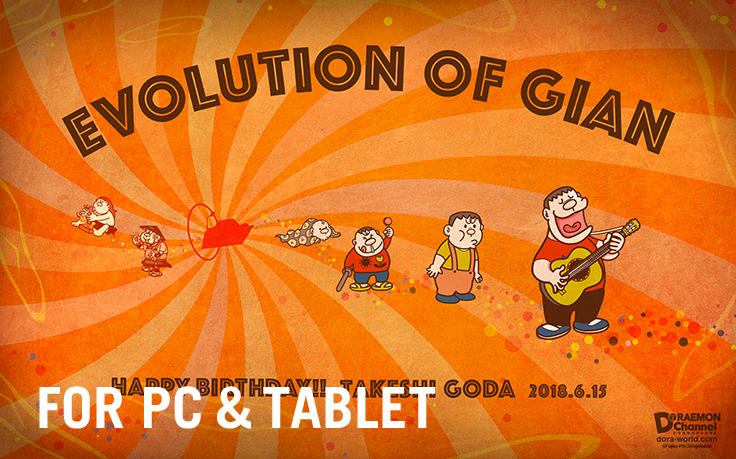 EVOLUTION OF GIAN
HAPPY BIRTHDAY!! TAKESHI GODA 2018.6.15
FOR PC & TABLET
DORAEMON
Channel
dora-world.com